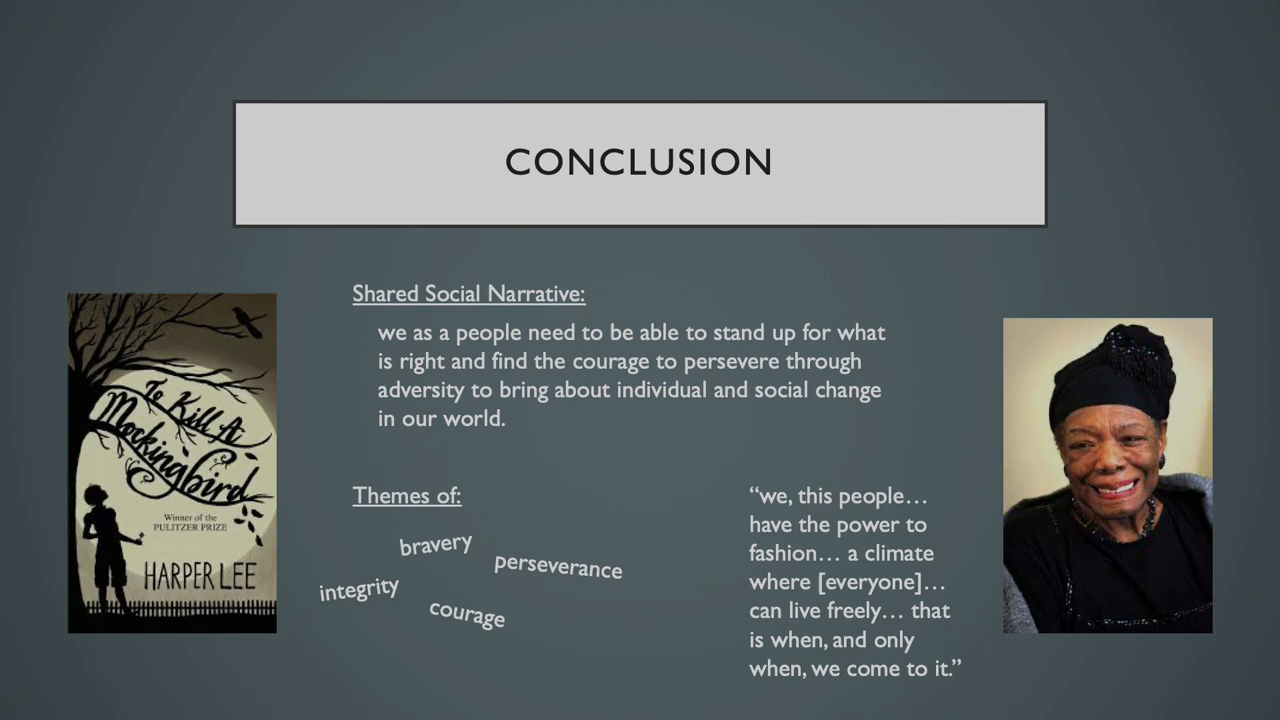 CONCLUSION
Shared Social Narrative:
we as a people need to be able to stand up for what
is right and find the courage to persevere through
adversity to bring about individual and social change
in our world.
To Kill A
Mockingbird
Winner of the
PULITZER PRIZE
HARPER LEE
Themes of:
bravery
perseverance
integrity
courage
“we, this people…
have the power to
fashion… a climate
where [everyone]…
can live freely… that
is when, and only
when, we come to it.”